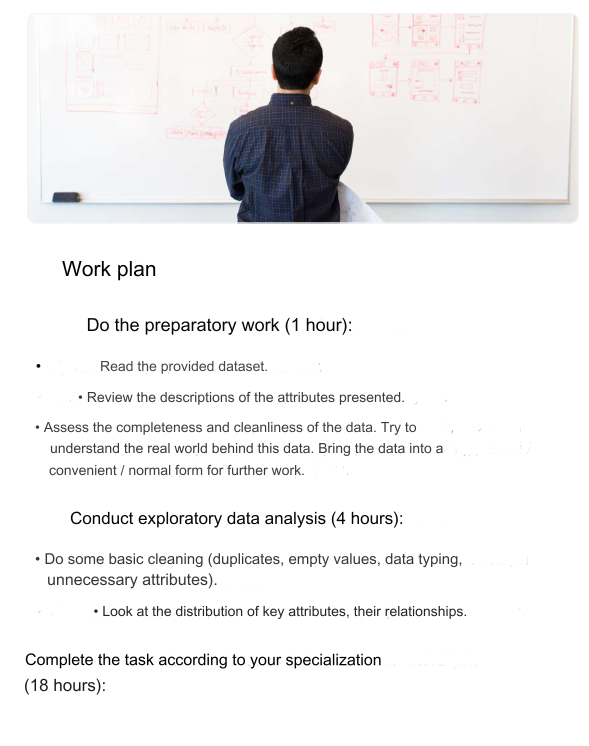 Work plan
Do the preparatory work (1 hour):
• Read the provided dataset.
• Review the descriptions of the attributes presented.
• Assess the completeness and cleanliness of the data. Try to
understand the real world behind this data. Bring the data into a
convenient / normal form for further work.
Conduct exploratory data analysis (4 hours):
• Do some basic cleaning (duplicates, empty values, data typing,
unnecessary attributes).
• Look at the distribution of key attributes, their relationships.
Complete the task according to your specialization
(18 hours):